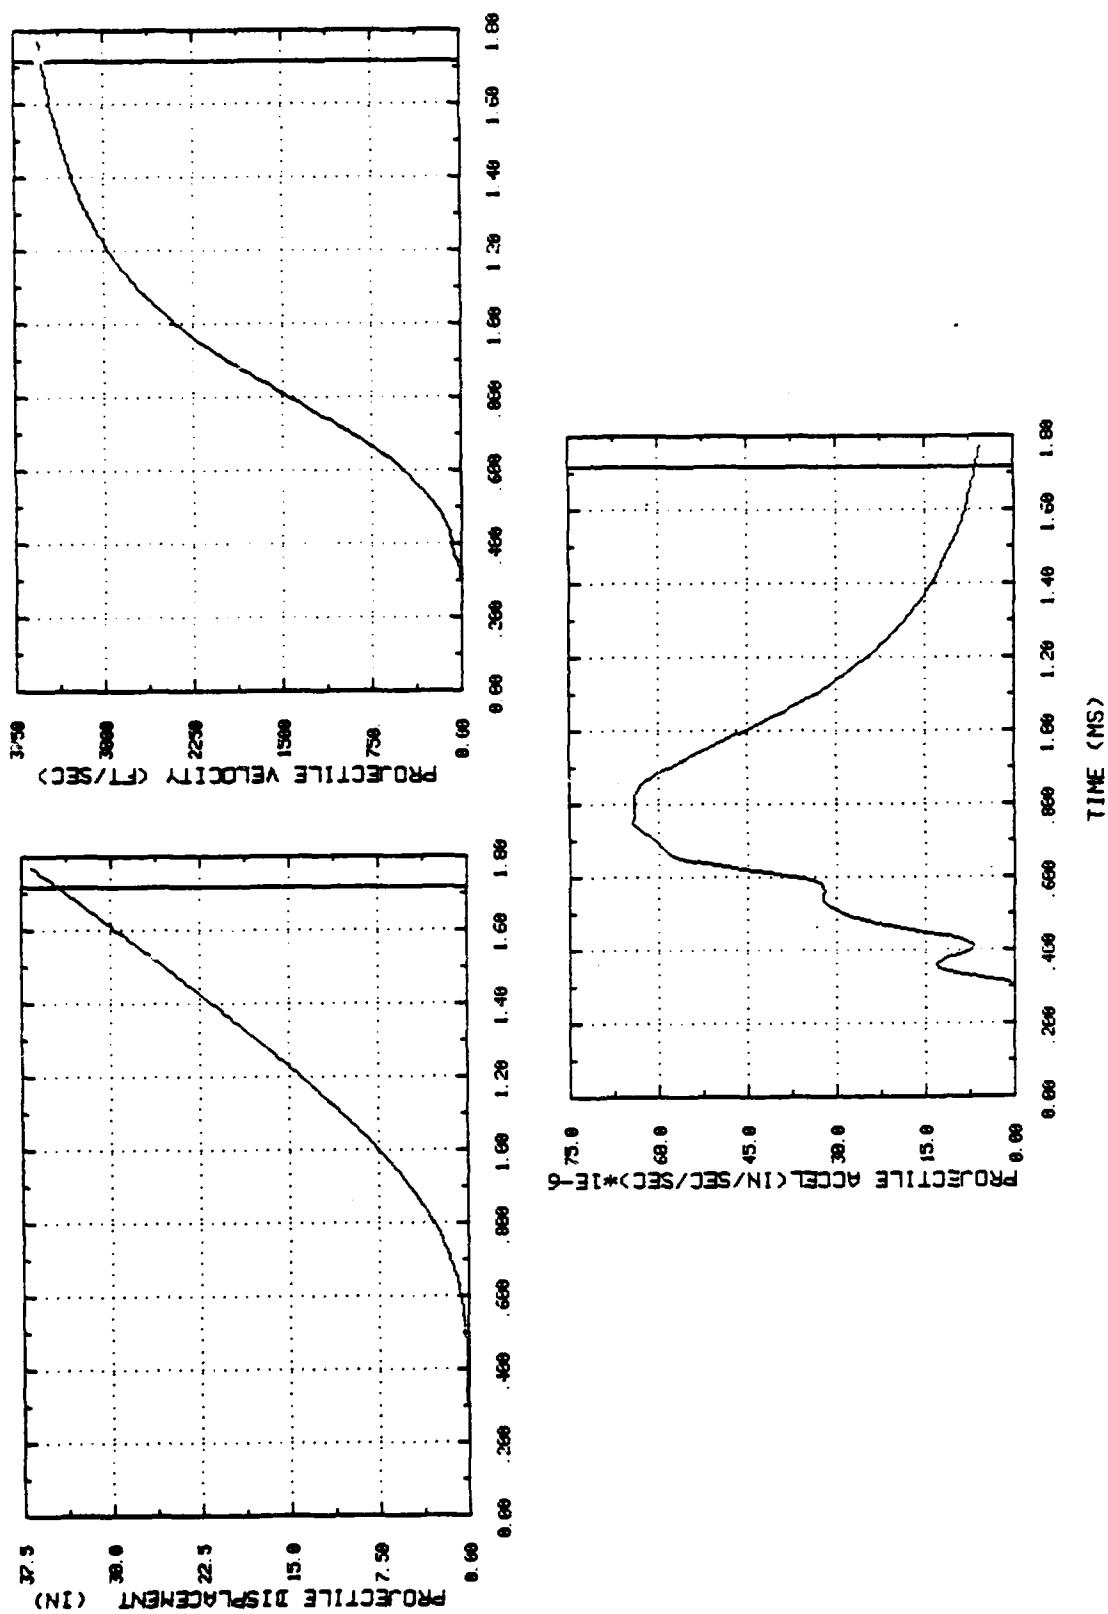 PROJECTILE DISPLACEMENT
(IN)
37.5
30.0
22.5
15.0
7.50
0.00
0.00 .200 .400 .600 .800 1.00 1.20 1.40 1.60 1.80
PROJECTILE VELOCITY (FT/SEC)
3750
3000
2250
1500
750
0.00
0.00 .200 .400 .600 .800 1.00 1.20 1.40 1.60 1.80
PROJECTILE ACCEL(IN/SEC/SEC)*1E-6
75.0
60.0
45.0
30.0
15.0
0.00
0.00 .200 .400 .600 .800 1.00 1.20 1.40 1.60 1.80
TIME (MS)